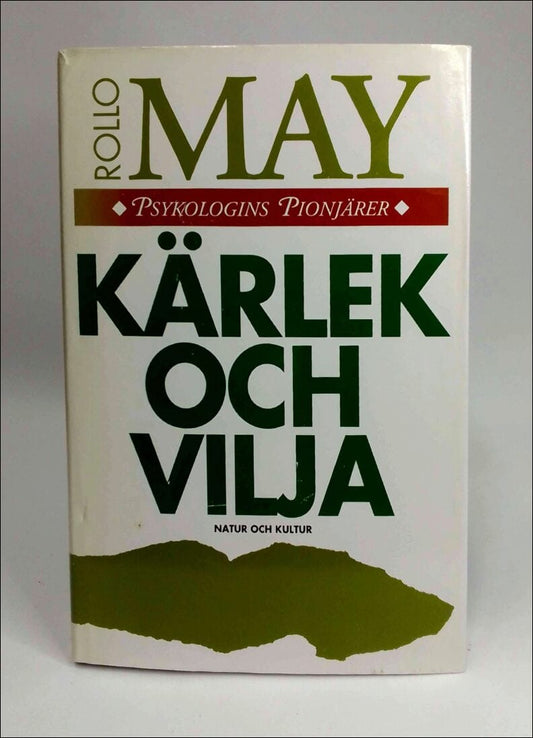 ROLLO
MAY
PSYKOLOGINS PIONJÄRER
KÄRLEK
OCH
VILJA
NATUR OCH KULTUR